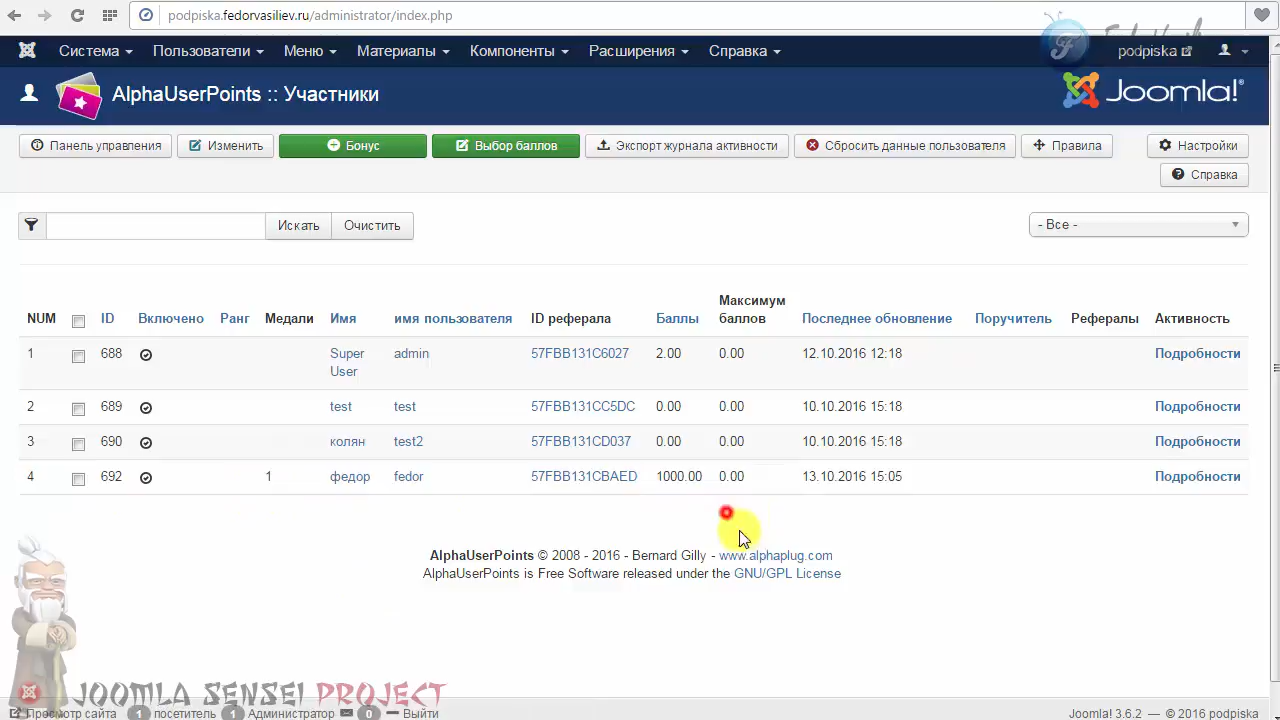 podpiska.fedorvasiliev.ru/administrator/index.php
Система Пользователи Меню Материалы Компоненты Расширения Справка podpiska
AlphaUserPoints :: Участники
Joomla!®
Панель управления Изменить Бонус Выбор баллов Экспорт журнала активности Сбросить данные пользователя Правила Настройки
Справка
Искать Очистить - Все -
NUM ID Включено Ранг Медали Имя имя пользователя ID реферала Баллы Максимум баллов Последнее обновление Поручитель Рефералы Активность
1 688 Super User admin 57FBB131C6027 2.00 0.00 12.10.2016 12:18 Подробности
2 689 test test 57FBB131CC5DC 0.00 0.00 10.10.2016 15:18 Подробности
3 690 колян test2 57FBB131CD037 0.00 0.00 10.10.2016 15:18 Подробности
4 692 1 федор fedor 57FBB131CBAED 1000.00 0.00 13.10.2016 15:05 Подробности
AlphaUserPoints © 2008 - 2016 - Bernard Gilly - www.alphaplug.com
AlphaUserPoints is Free Software released under the GNU/GPL License
JOOMLA SENSEI PROJECT
Просмотр сайта 1 посетитель 1 Администратор 0 Выйти Joomla! 3.6.2 — © 2016 podpiska